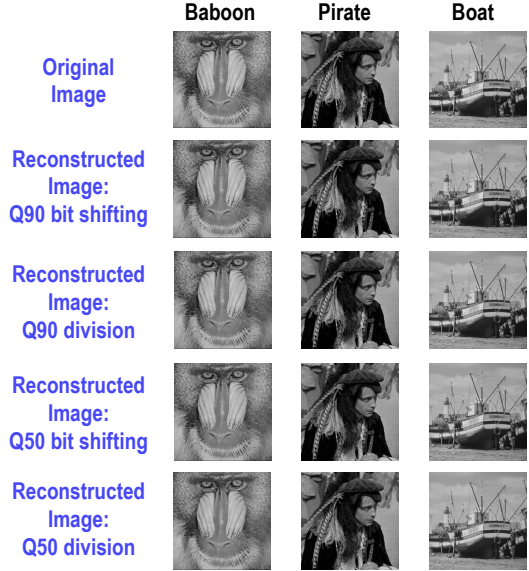 Baboon Pirate Boat
Original
Image
Reconstructed
Image:
Q90 bit shifting
Reconstructed
Image:
Q90 division
Reconstructed
Image:
Q50 bit shifting
Reconstructed
Image:
Q50 division